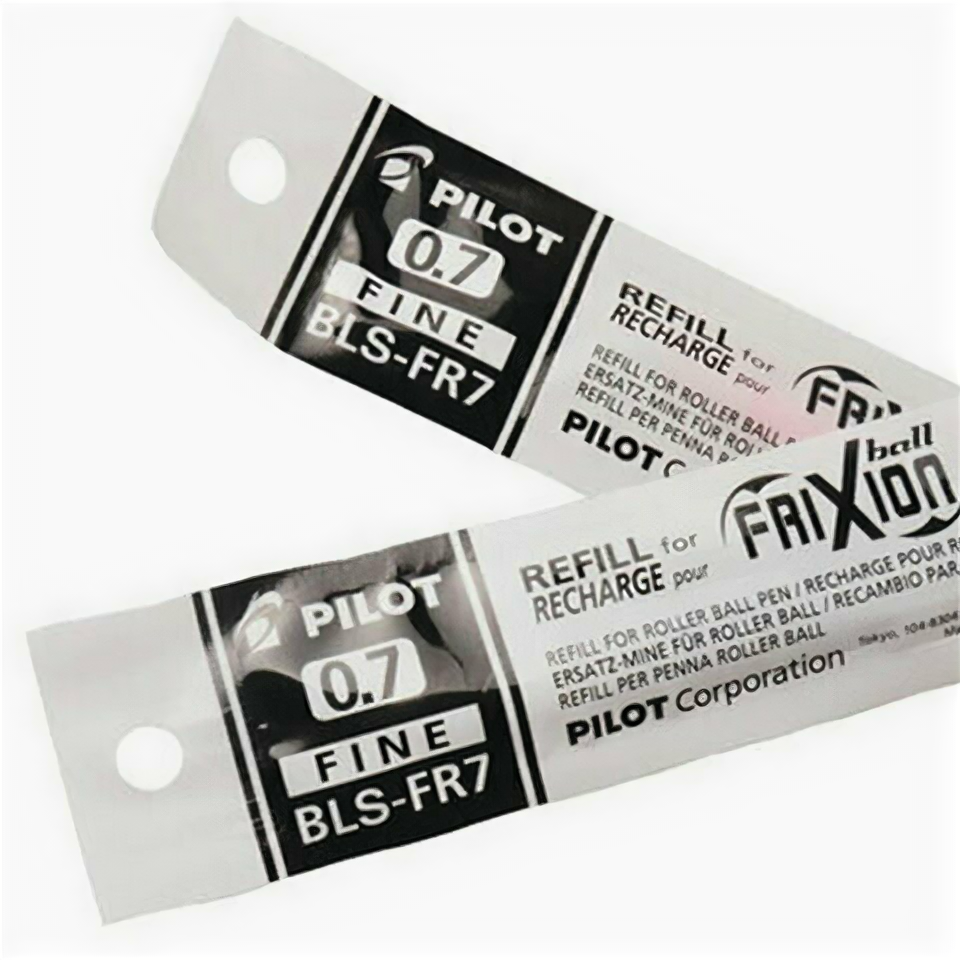 PILOT
0.7
FINE
BLS-FR7
REFILL for
RECHARGE pour
REFILL FOR ROLLER BALL
ERSATZ-MINE FÜR
REFILL PER PENNA
PILOT
PILOT
0.7
FINE
BLS-FR7
REFILL for
RECHARGE pour
FRIXION ball
REFILL FOR ROLLER BALL PEN / RECHARGE POUR
ERSATZ-MINE FÜR ROLLER BALL / RECAMBIO PAR
REFILL PER PENNA ROLLER BALL
PILOT Corporation
Tokyo,